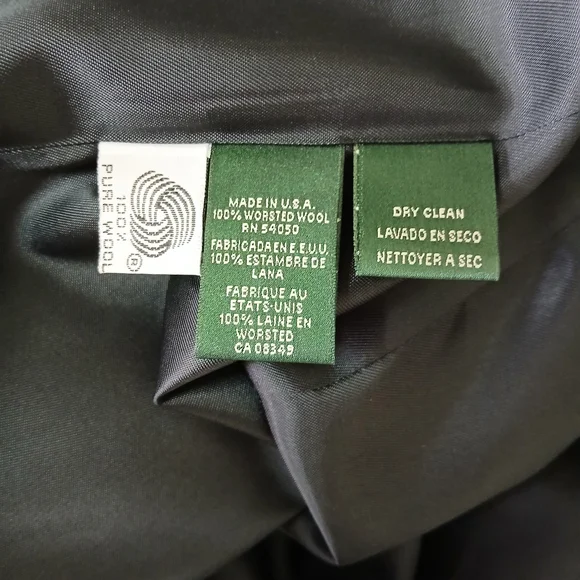 100%
PURE WOOL
®
MADE IN U.S.A.
100% WORSTED WOOL
RN 54050
FABRICADA EN E.E.U.U.
100% ESTAMBRE DE
LANA
FABRIQUE AU
ETATS-UNIS
100% LAINE EN
WORSTED
CA 08349
DRY CLEAN
LAVADO EN SECO
NETTOYER A SEC